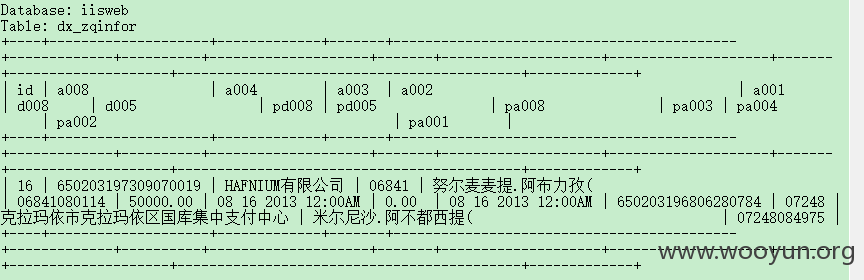 Database: iisweb
Table: dx_zqinfor
| id | a008 | a004 | a003 | a002 | a001
| d008 | d005 | pd008 | pd005 | pa008 | pa003 | pa004
| pa002 | pa001 |
| 16 | 650203197309070019 | HAFNIUM有限公司 | 06841 | 努尔麦麦提.阿布力孜(
| 06841080114 | 50000.00 | 08 16 2013 12:00AM | 0.00 | 08 16 2013 12:00AM | 650203196806280784 | 07248 |
克拉玛依市克拉玛依区国库集中支付中心 | 米尔尼沙.阿不都西提( | 07248084975 |
www.wooyun.org